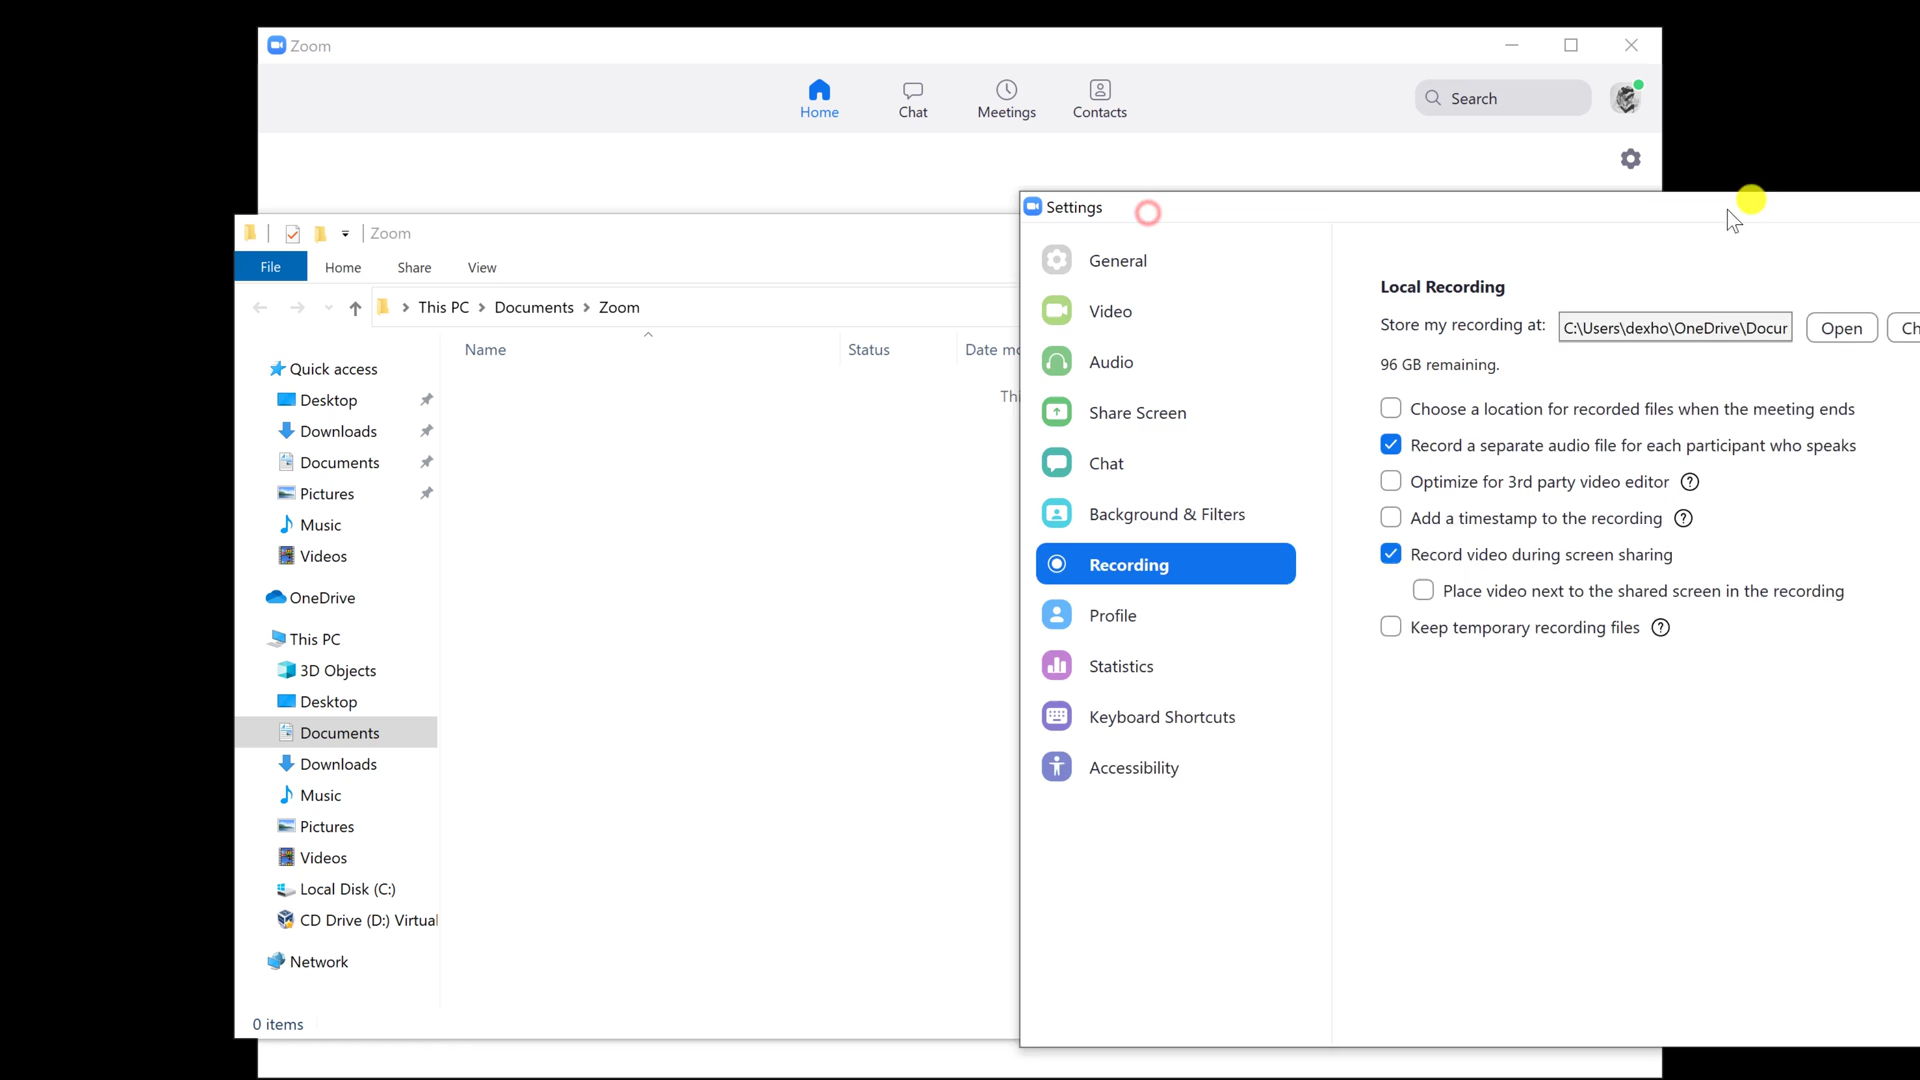 Zoom
Home
Chat
Meetings
Contacts
Search
Zoom
File
Home
Share
View
This PC > Documents > Zoom
Name
Status
Date mo
Thi
Quick access
Desktop
Downloads
Documents
Pictures
Music
Videos
OneDrive
This PC
3D Objects
Desktop
Documents
Downloads
Music
Pictures
Videos
Local Disk (C:)
CD Drive (D:) Virtual
Network
0 items
Settings
General
Video
Audio
Share Screen
Chat
Background & Filters
Recording
Profile
Statistics
Keyboard Shortcuts
Accessibility
Local Recording
Store my recording at: C:\Users\dexho\OneDrive\Docur Open Ch
96 GB remaining.
Choose a location for recorded files when the meeting ends
Record a separate audio file for each participant who speaks
Optimize for 3rd party video editor ?
Add a timestamp to the recording ?
Record video during screen sharing
Place video next to the shared screen in the recording
Keep temporary recording files ?